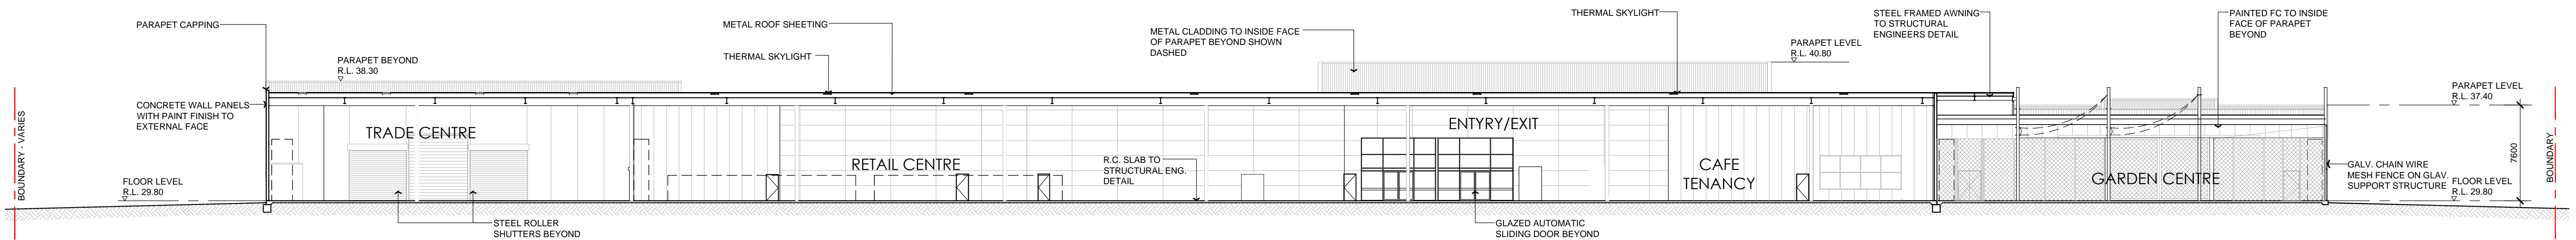 PARAPET CAPPING
PARAPET BEYOND
R.L. 38.30
CONCRETE WALL PANELS
WITH PAINT FINISH TO
EXTERNAL FACE
BOUNDARY - VARIES
FLOOR LEVEL
R.L. 29.80
TRADE CENTRE
STEEL ROLLER
SHUTTERS BEYOND
METAL ROOF SHEETING
THERMAL SKYLIGHT
RETAIL CENTRE
METAL CLADDING TO INSIDE FACE
OF PARAPET BEYOND SHOWN
DASHED
R.C. SLAB TO
STRUCTURAL ENG.
DETAIL
ENTYRY/EXIT
GLAZED AUTOMATIC
SLIDING DOOR BEYOND
THERMAL SKYLIGHT
PARAPET LEVEL
R.L. 40.80
CAFE
TENANCY
STEEL FRAMED AWNING
TO STRUCTURAL
ENGINEERS DETAIL
PAINTED FC TO INSIDE
FACE OF PARAPET
BEYOND
GARDEN CENTRE
PARAPET LEVEL
R.L. 37.40
7600
GALV. CHAIN WIRE
MESH FENCE ON GLAV.
SUPPORT STRUCTURE
FLOOR LEVEL
R.L. 29.80
BOUNDARY